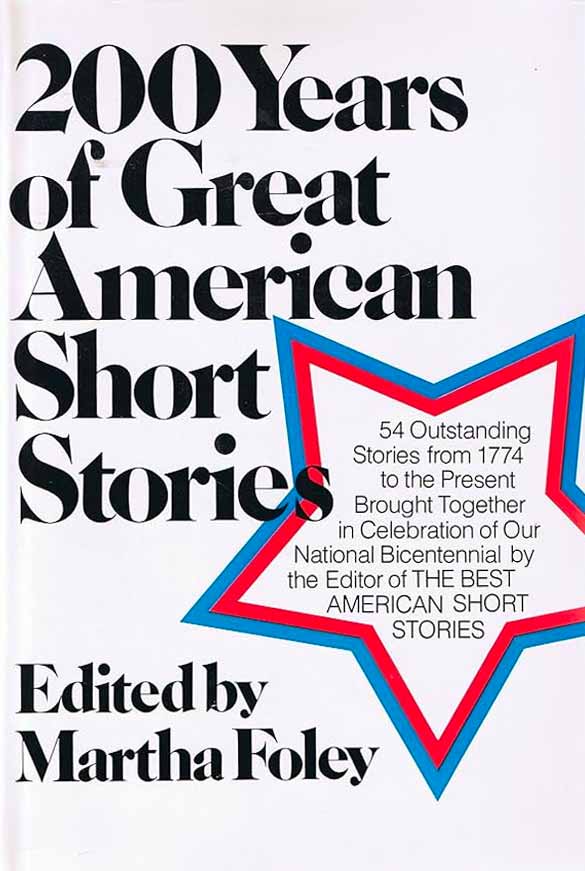 200 Years
of Great
American
Short
Stories
54 Outstanding
Stories from 1774
to the Present
Brought Together
in Celebration of Our
National Bicentennial by
the Editor of THE BEST
AMERICAN SHORT
STORIES
Edited by
Martha Foley